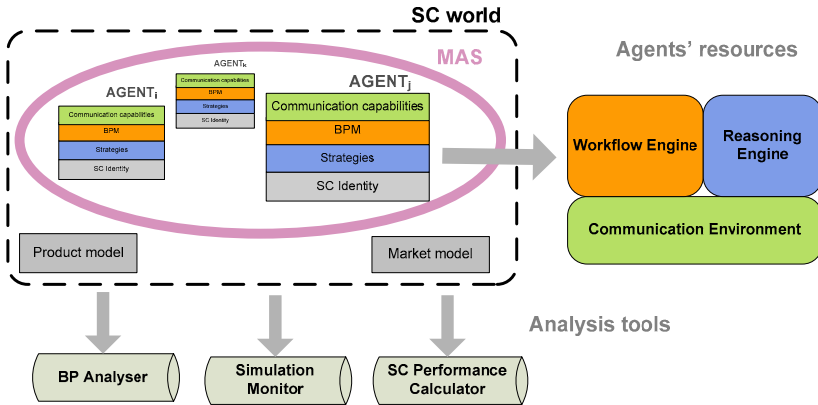 SC world
MAS
Agents' resources
AGENTi
Communication capabilities
BPM
Strategies
SC Identity
AGENTk
Communication capabilities
BPM
Strategies
SC Identity
AGENTj
Communication capabilities
BPM
Strategies
SC Identity
Workflow Engine
Reasoning
Engine
Communication Environment
Product model
Market model
Analysis tools
BP Analyser
Simulation
Monitor
SC Performance
Calculator